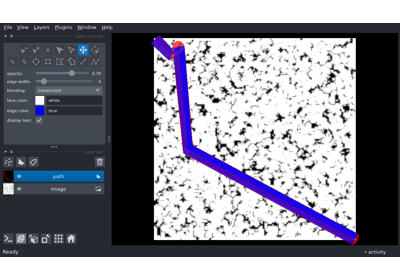 File View Layers Plugins Window Help
opacity: 0.70
edge width: 4
blending: translucent
face color: white
edge color: blue
display text:
path
Image
Ready activity